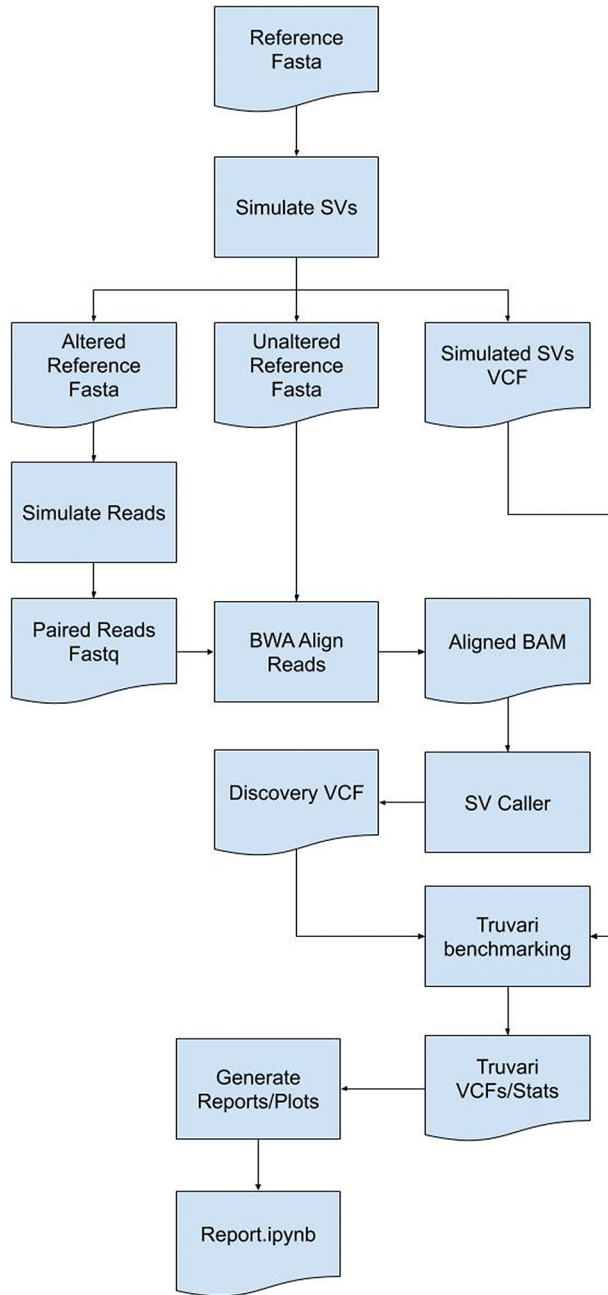 Reference
Fasta
Simulate SVs
Altered
Reference
Fasta
Unaltered
Reference
Fasta
Simulated SVs
VCF
Simulate Reads
Paired Reads
Fastq
BWA Align
Reads
Aligned BAM
Discovery VCF
SV Caller
Truvari
benchmarking
Generate
Reports/Plots
Truvari
VCFs/Stats
Report.ipynb